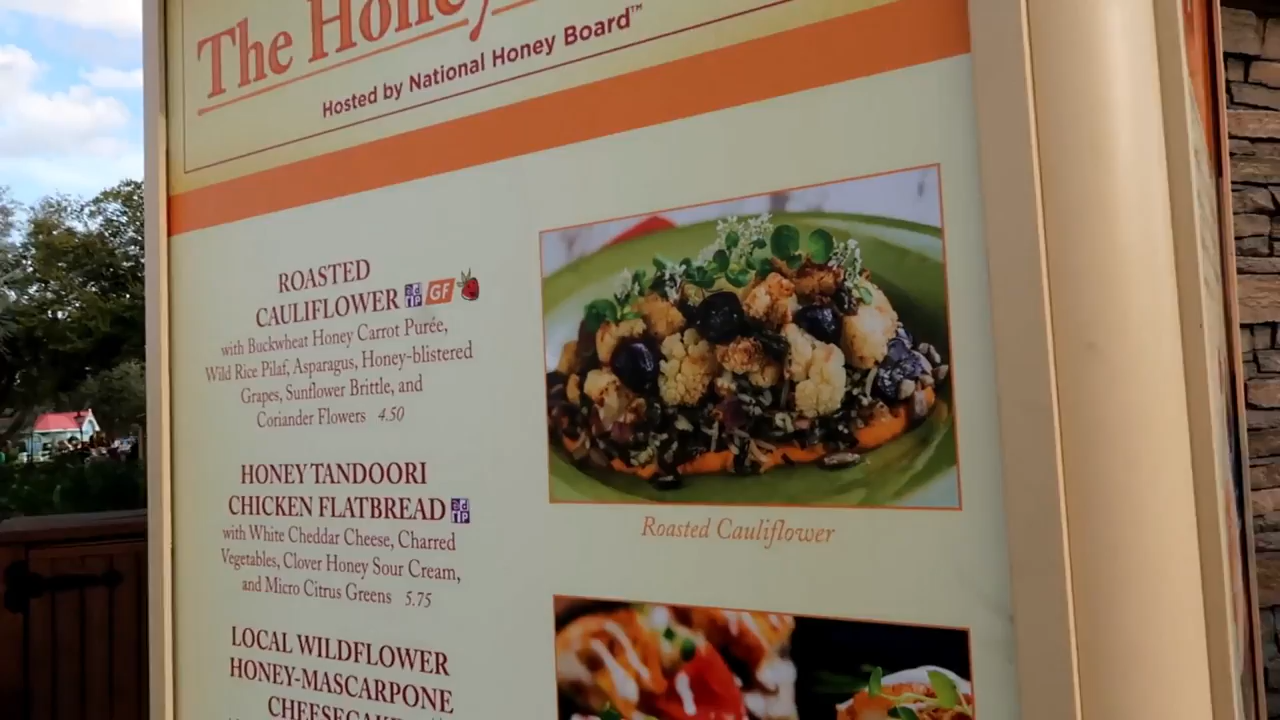 The Honey
Hosted by National Honey Board™
ROASTED
CAULIFLOWER GF
with Buckwheat Honey Carrot Purée,
Wild Rice Pilaf, Asparagus, Honey-blistered
Grapes, Sunflower Brittle, and
Coriander Flowers 4.50
HONEY TANDOORI
CHICKEN FLATBREAD
with White Cheddar Cheese, Charred
Vegetables, Clover Honey Sour Cream,
and Micro Citrus Greens 5.75
LOCAL WILDFLOWER
HONEY-MASCARPONE
CHEESECAKE
Roasted Cauliflower